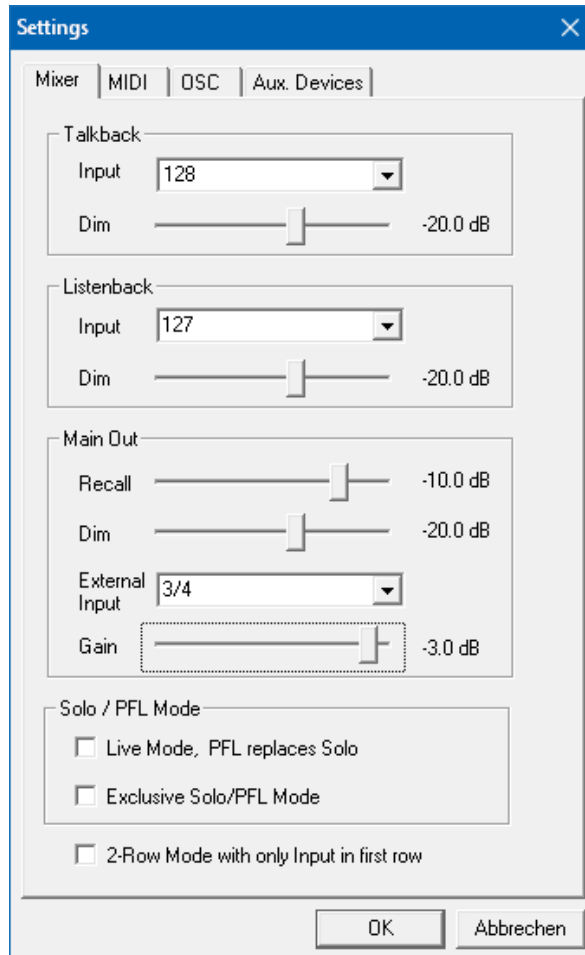 Settings
Mixer MIDI OSC Aux. Devices
Talkback
Input 128
Dim -20.0 dB
Listenback
Input 127
Dim -20.0 dB
Main Out
Recall -10.0 dB
Dim -20.0 dB
External
Input 3/4
Gain -3.0 dB
Solo / PFL Mode
Live Mode, PFL replaces Solo
Exclusive Solo/PFL Mode
2-Row Mode with only Input in first row
OK Abbrechen